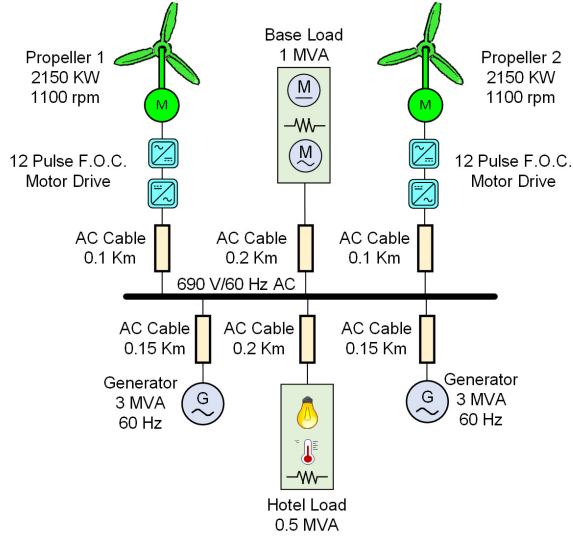 Propeller 1
2150 KW
1100 rpm
M
12 Pulse F.O.C.
Motor Drive
AC Cable
0.1 Km
Base Load
1 MVA
M
M
AC Cable
0.2 Km
Propeller 2
2150 KW
1100 rpm
M
12 Pulse F.O.C.
Motor Drive
AC Cable
0.1 Km
690 V/60 Hz AC
AC Cable
0.15 Km
Generator
3 MVA
60 Hz
G
AC Cable
0.2 Km
Hotel Load
0.5 MVA
AC Cable
0.15 Km
Generator
3 MVA
60 Hz
G